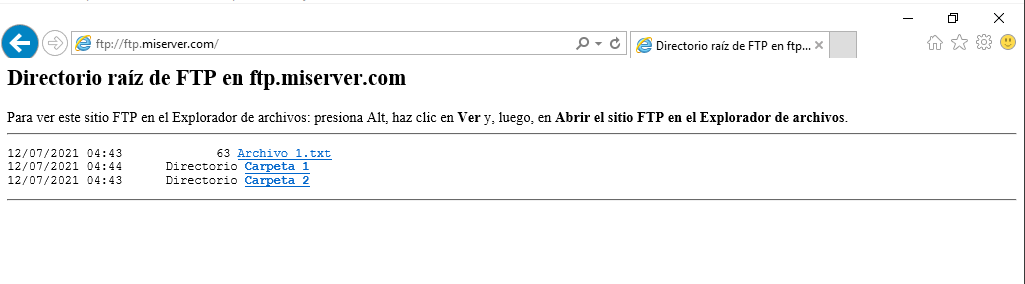 ftp://ftp.miserver.com/
Directorio raíz de FTP en ftp...
Directorio raíz de FTP en ftp.miserver.com
Para ver este sitio FTP en el Explorador de archivos: presiona Alt, haz clic en Ver y, luego, en Abrir el sitio FTP en el Explorador de archivos.
12/07/2021 04:43 63 Archivo 1.txt
12/07/2021 04:44 Directorio Carpeta 1
12/07/2021 04:43 Directorio Carpeta 2